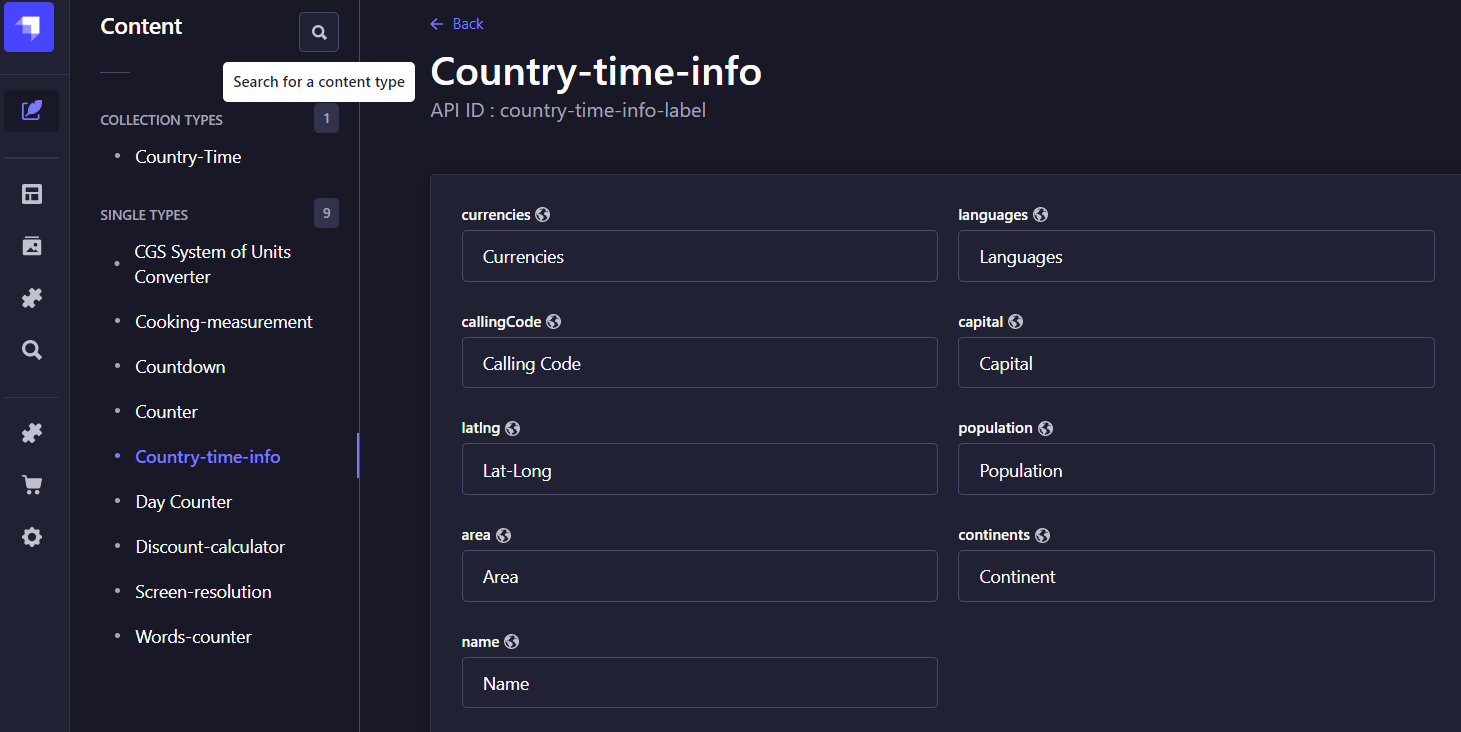 Content
Search for a content type
COLLECTION TYPES 1
Country-Time
SINGLE TYPES 9
CGS System of Units
Converter
Cooking-measurement
Countdown
Counter
Country-time-info
Day Counter
Discount-calculator
Screen-resolution
Words-counter
Back
Country-time-info
API ID : country-time-info-label
currencies
Currencies
languages
Languages
callingCode
Calling Code
capital
Capital
latlng
Lat-Long
population
Population
area
Area
continents
Continent
name
Name